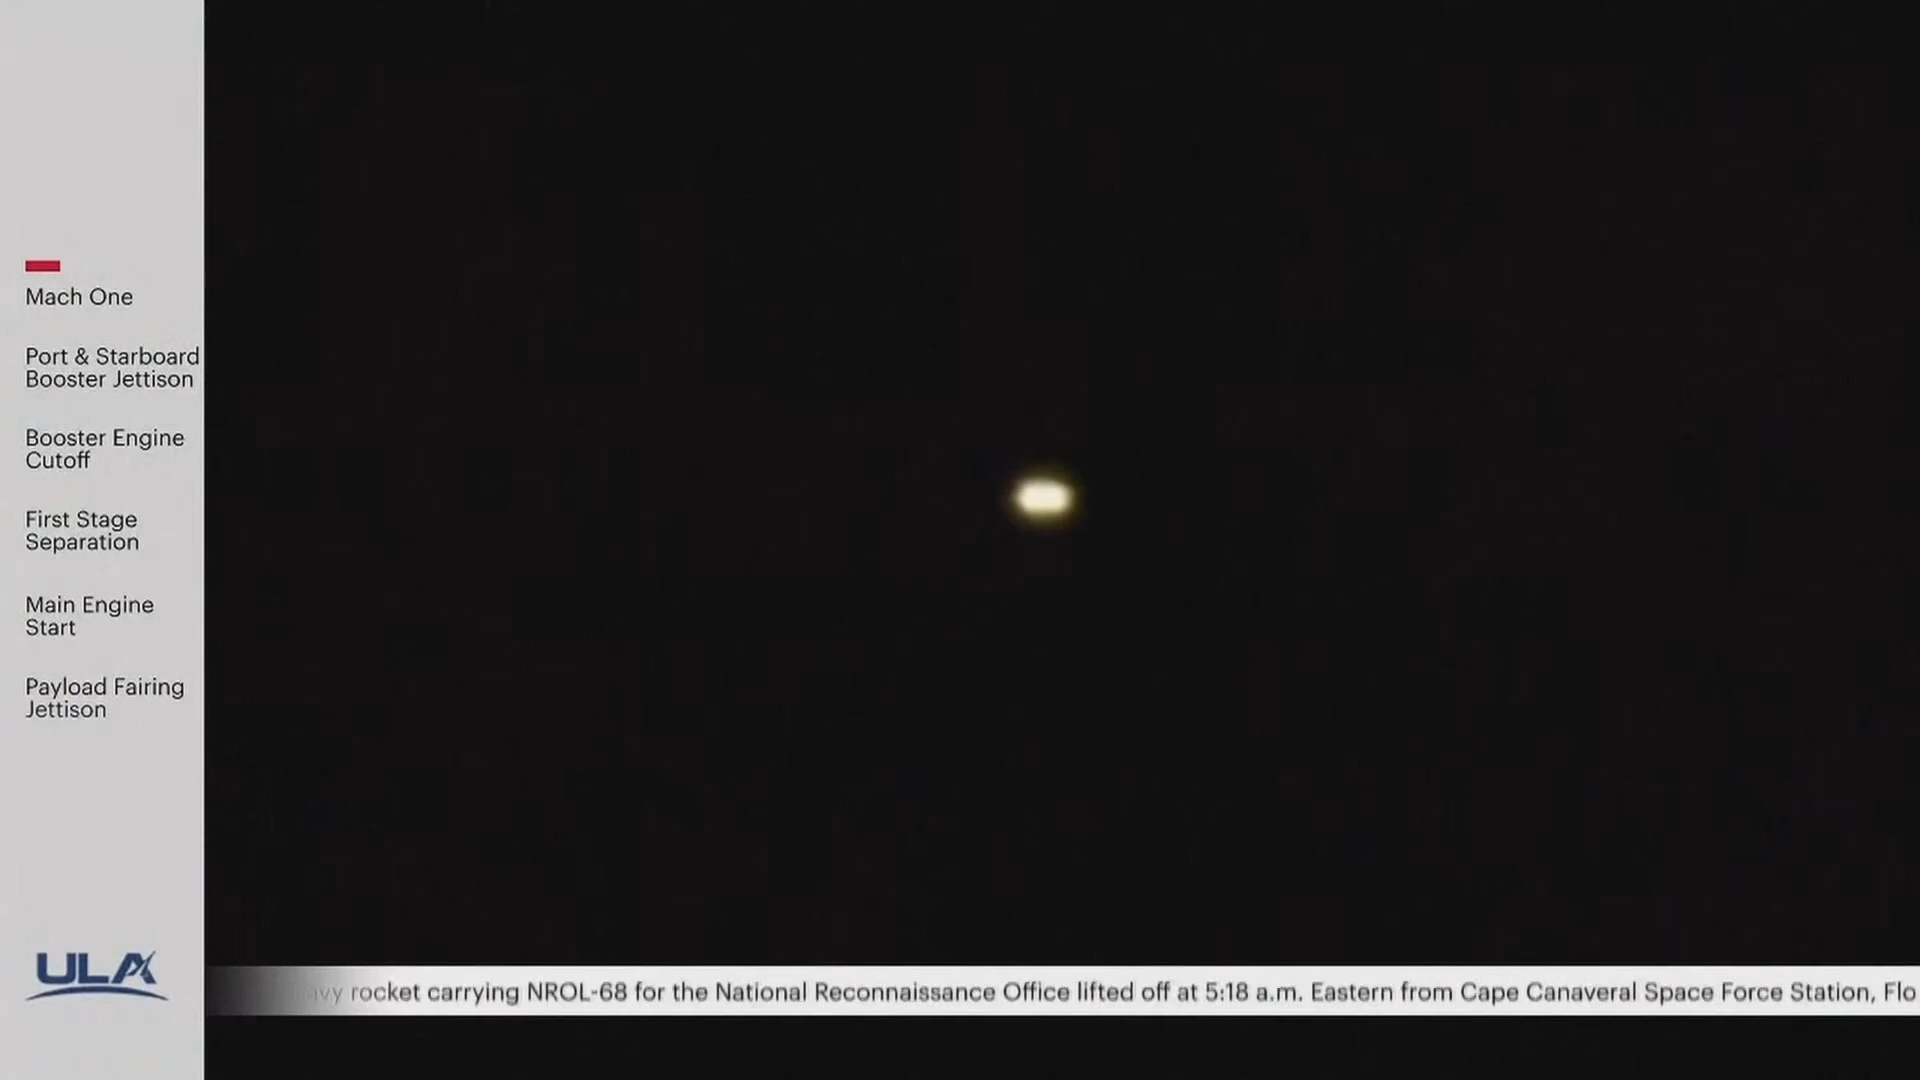 Mach One
Port & Starboard
Booster Jettison
Booster Engine
Cutoff
First Stage
Separation
Main Engine
Start
Payload Fairing
Jettison
ULA
rocket carrying NROL-68 for the National Reconnaissance Office lifted off at 5:18 a.m. Eastern from Cape Canaveral Space Force Station, Flo